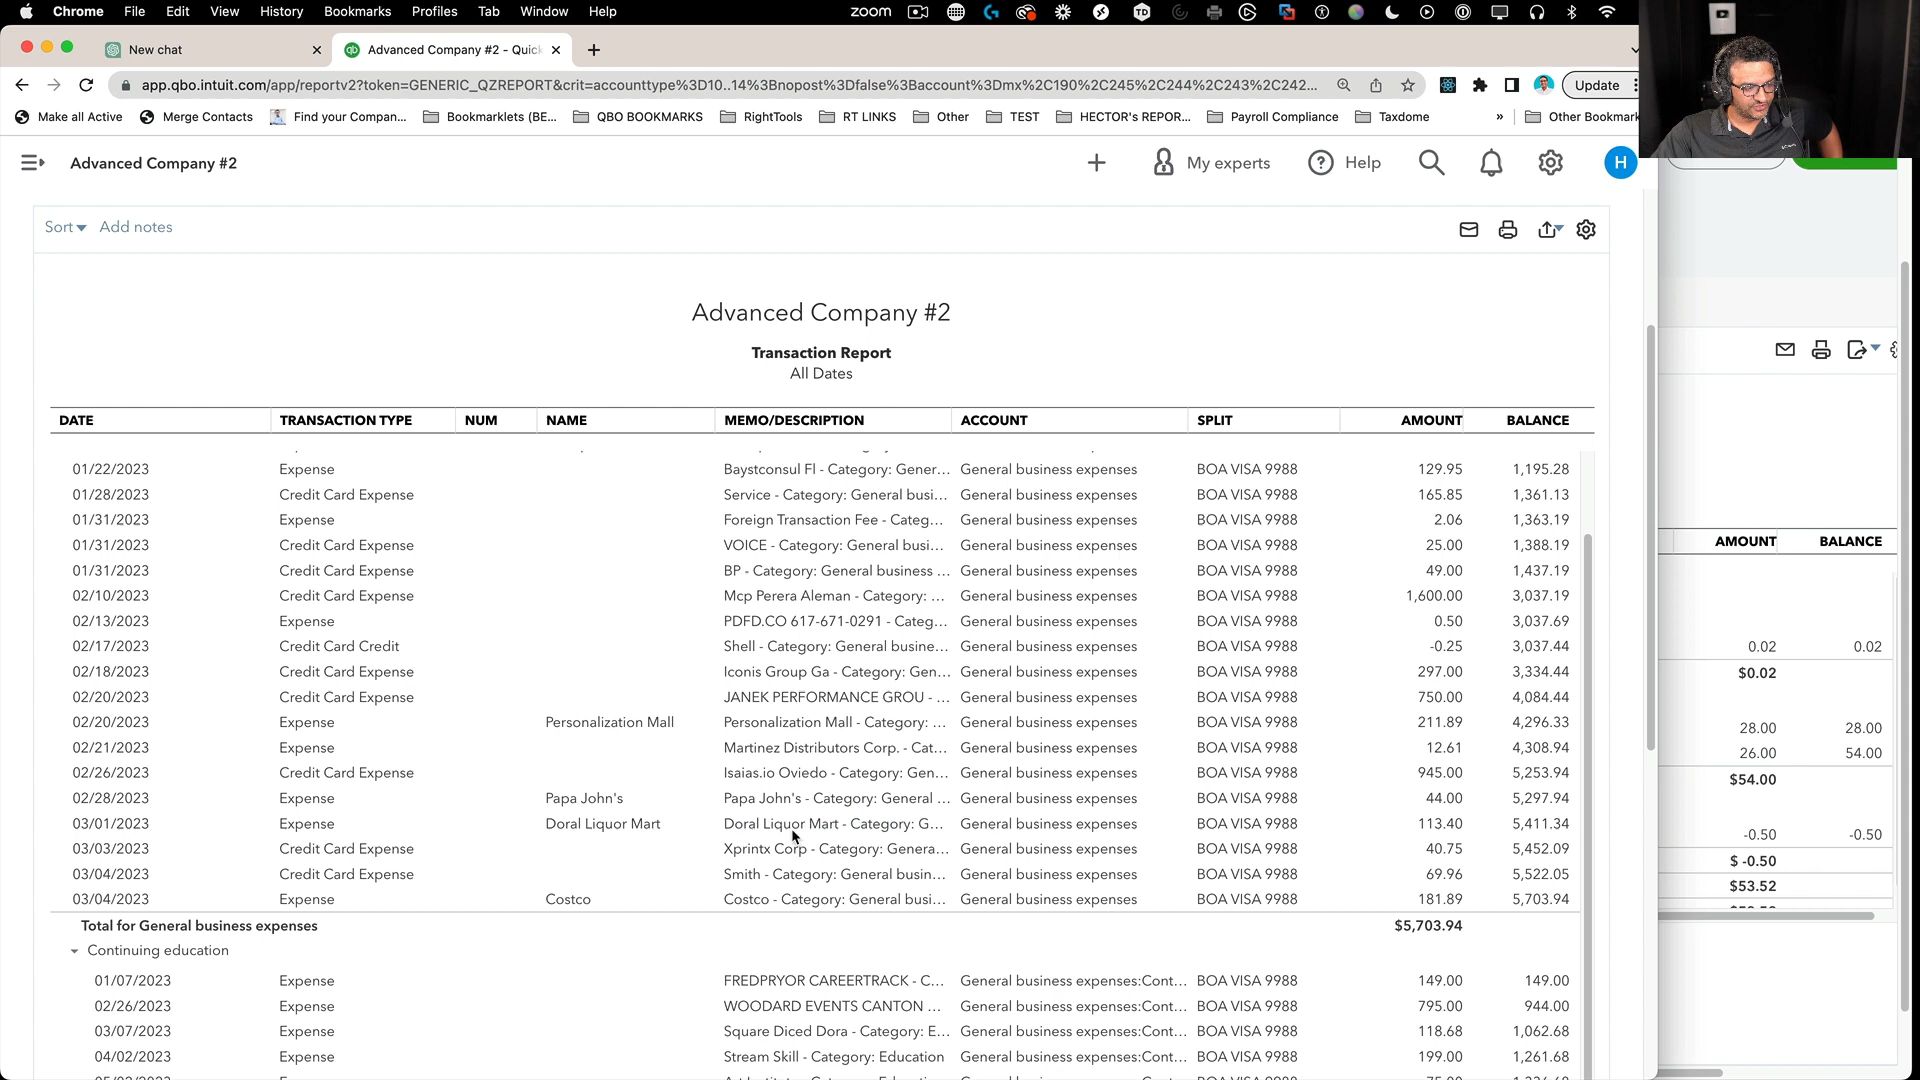 Chrome File Edit View History Bookmarks Profiles Tab Window Help zoom
New chat Advanced Company #2 - Quick
app.qbo.intuit.com/app/reportv2?token=GENERIC_QZREPORT&crit=accounttype%3D10..14%3Bnopost%3Dfalse%3Baccount%3Dmx%2C190%2C245%2C244%2C243%2C242... Update
Make all Active Merge Contacts Find your Compan... Bookmarklets (BE... QBO BOOKMARKS RightTools RT LINKS Other TEST HECTOR's REPOR... Payroll Compliance Taxdome » Other Bookmark
Advanced Company #2 My experts Help H
Sort Add notes
Advanced Company #2
Transaction Report
All Dates
DATE TRANSACTION TYPE NUM NAME MEMO/DESCRIPTION ACCOUNT SPLIT AMOUNT BALANCE
01/22/2023 Expense Baystconsul Fl - Category: Gener... General business expenses BOA VISA 9988 129.95 1,195.28
01/28/2023 Credit Card Expense Service - Category: General busi... General business expenses BOA VISA 9988 165.85 1,361.13
01/31/2023 Expense Foreign Transaction Fee - Categ... General business expenses BOA VISA 9988 2.06 1,363.19
01/31/2023 Credit Card Expense VOICE - Category: General busi... General business expenses BOA VISA 9988 25.00 1,388.19
01/31/2023 Credit Card Expense BP - Category: General business ... General business expenses BOA VISA 9988 49.00 1,437.19
02/10/2023 Credit Card Expense Mcp Perera Aleman - Category: ... General business expenses BOA VISA 9988 1,600.00 3,037.19
02/13/2023 Expense PDFD.CO 617-671-0291 - Categ... General business expenses BOA VISA 9988 0.50 3,037.69
02/17/2023 Credit Card Credit Shell - Category: General busine... General business expenses BOA VISA 9988 -0.25 3,037.44
02/18/2023 Credit Card Expense Iconis Group Ga - Category: Gen... General business expenses BOA VISA 9988 297.00 3,334.44
02/20/2023 Credit Card Expense JANEK PERFORMANCE GROU - ... General business expenses BOA VISA 9988 750.00 4,084.44
02/20/2023 Expense Personalization Mall Personalization Mall - Category: ... General business expenses BOA VISA 9988 211.89 4,296.33
02/21/2023 Expense Martinez Distributors Corp. - Cat... General business expenses BOA VISA 9988 12.61 4,308.94
02/26/2023 Credit Card Expense Isaias.io Oviedo - Category: Gen... General business expenses BOA VISA 9988 945.00 5,253.94
02/28/2023 Expense Papa John's Papa John's - Category: General ... General business expenses BOA VISA 9988 44.00 5,297.94
03/01/2023 Expense Doral Liquor Mart Doral Liquor Mart - Category: G... General business expenses BOA VISA 9988 113.40 5,411.34
03/03/2023 Credit Card Expense Xprintx Corp - Category: Genera... General business expenses BOA VISA 9988 40.75 5,452.09
03/04/2023 Credit Card Expense Smith - Category: General busin... General business expenses BOA VISA 9988 69.96 5,522.05
03/04/2023 Expense Costco Costco - Category: General busi... General business expenses BOA VISA 9988 181.89 5,703.94
Total for General business expenses $5,703.94
Continuing education
01/07/2023 Expense FREDPRYOR CAREERTRACK - C... General business expenses:Cont... BOA VISA 9988 149.00 149.00
02/26/2023 Expense WOODARD EVENTS CANTON ... General business expenses:Cont... BOA VISA 9988 795.00 944.00
03/07/2023 Expense Square Diced Dora - Category: E... General business expenses:Cont... BOA VISA 9988 118.68 1,062.68
04/02/2023 Expense Stream Skill - Category: Education General business expenses:Cont... BOA VISA 9988 199.00 1,261.68
AMOUNT BALANCE
0.02 0.02
$0.02
28.00 28.00
26.00 54.00
$54.00
-0.50 -0.50
$ -0.50
$53.52